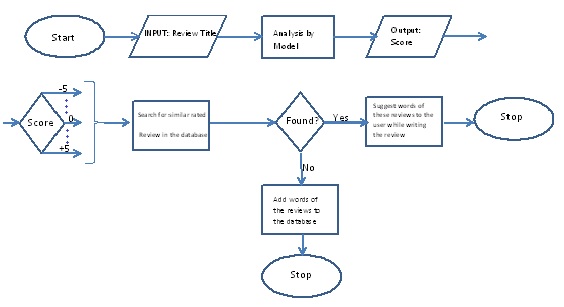 Start
INPUT: Review Title
Analysis by
Model
Output:
Score
Score
-5
0
+5
Search for similar rated
Review in the database
Found?
Yes
Suggest words of
these reviews to the
user while writing
the review
Stop
No
Add words of
the reviews to
the database
Stop